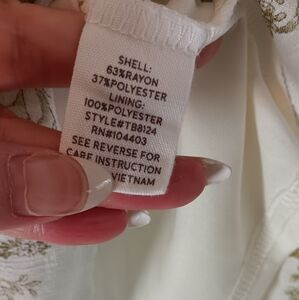 SHELL:
63%RAYON
37%POLYESTER
LINING:
100%POLYESTER
STYLE#TB8124
RN#104403
SEE REVERSE FOR
CARE INSTRUCTION
VIETNAM